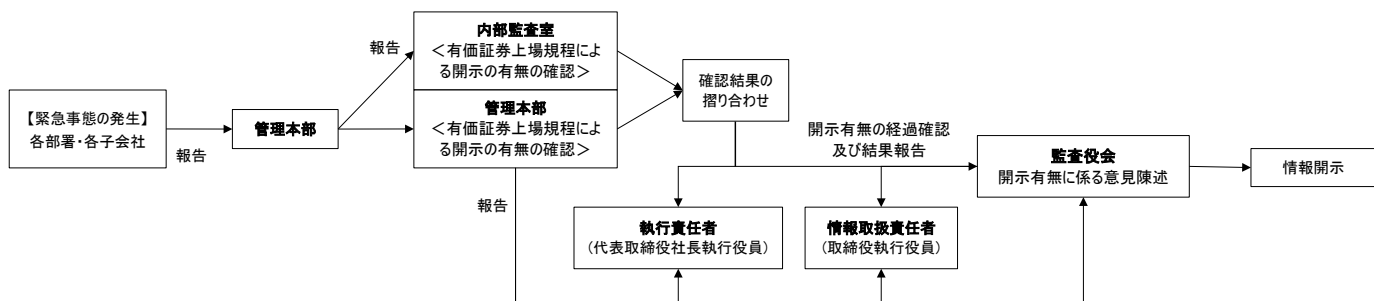 【緊急事態の発生】
各部署・各子会社
報告
管理本部
報告
内部監査室
＜有価証券上場規程によ
る開示の有無の確認＞
管理本部
＜有価証券上場規程によ
る開示の有無の確認＞
確認結果の
摺り合わせ
開示有無の経過確認
及び結果報告
監査役会
開示有無に係る意見陳述
情報開示
報告
執行責任者
（代表取締役社長執行役員）
情報取扱責任者
（取締役執行役員）